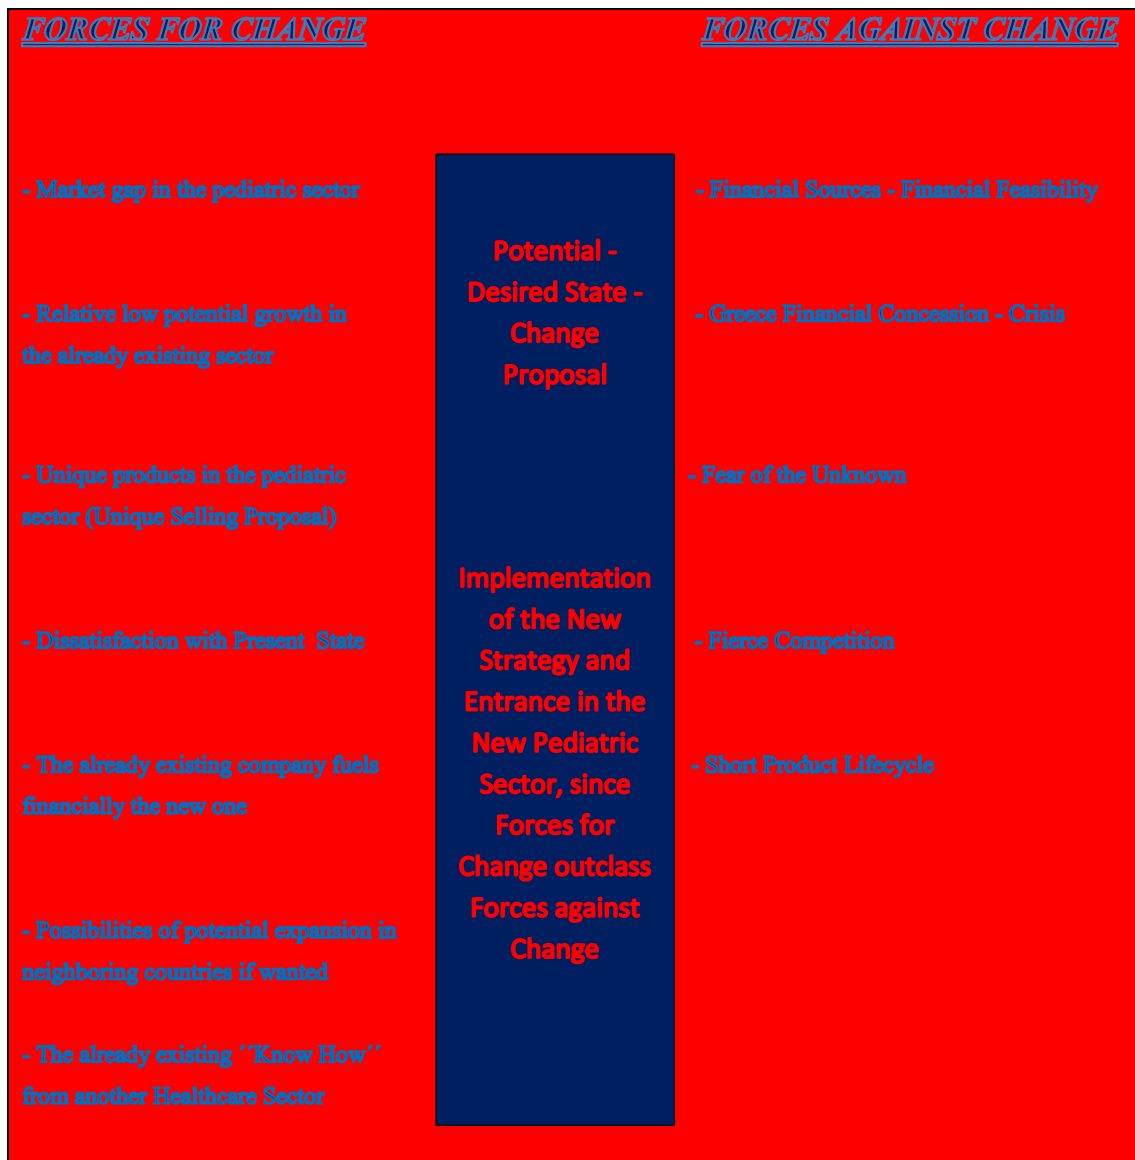 FORCES FOR CHANGE
FORCES AGAINST CHANGE
- Market gap in the pediatric sector
- Relative low potential growth in
the already existing sector
- Unique products in the pediatric
sector (Unique Selling Proposal)
- Dissatisfaction with Present  State
- The already existing company fuels
financially the new one
- Possibilities of potential expansion in
neighboring countries if wanted
- The already existing ´´Know How´´
from another Healthcare Sector
Potential -
Desired State -
Change
Proposal
Implementation
of the New
Strategy and
Entrance in the
New Pediatric
Sector, since
Forces for
Change outclass
Forces against
Change
- Financial Sources - Financial Feasibility
- Greece Financial Concession - Crisis
- Fear of the Unknown
- Fierce Competition
- Short Product Lifecycle